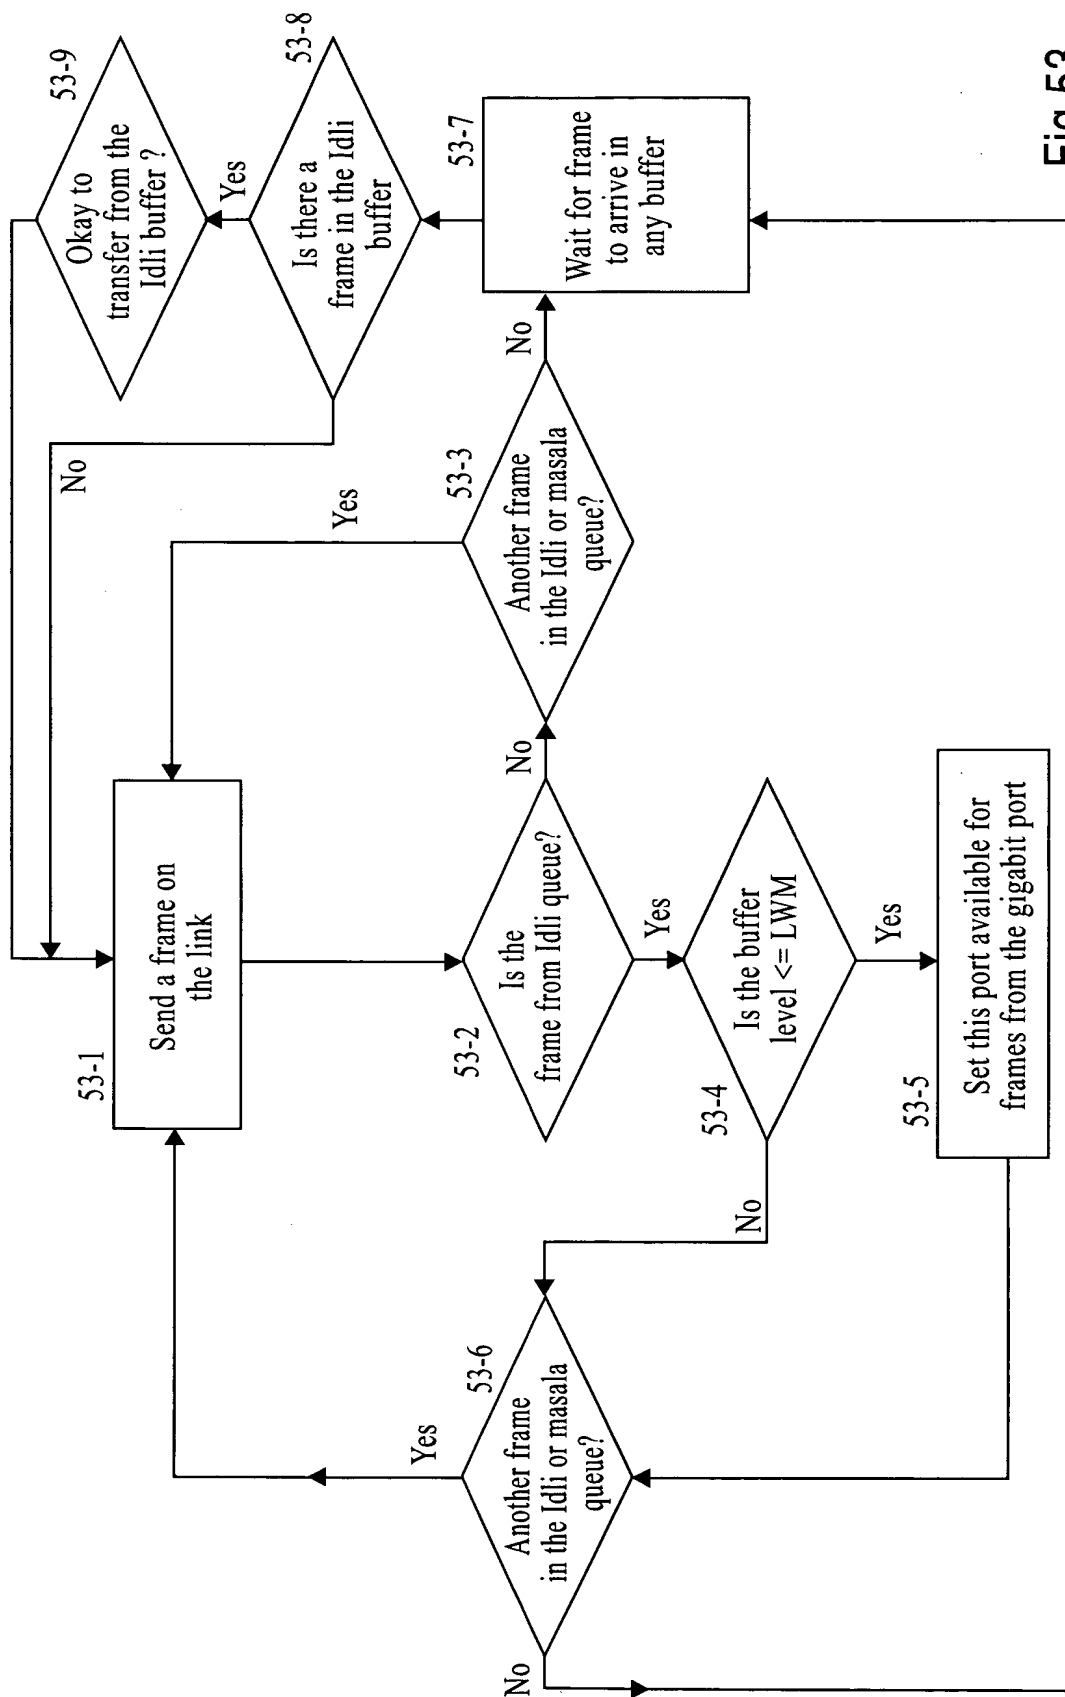 53-1
Send a frame on
the link
53-2
Is the
frame from Idli queue?
Yes
No
53-3
Another frame
in the Idli or masala
queue?
Yes
No
53-4
Is the buffer
level <= LWM
No
Yes
53-5
Set this port available for
frames from the gigabit port
53-6
Another frame
in the Idli or masala
queue?
Yes
No
53-7
Wait for frame
to arrive in
any buffer
53-8
Is there a
frame in the Idli
buffer
No
Yes
53-9
Okay to
transfer from the
Idli buffer ?
Fig 53